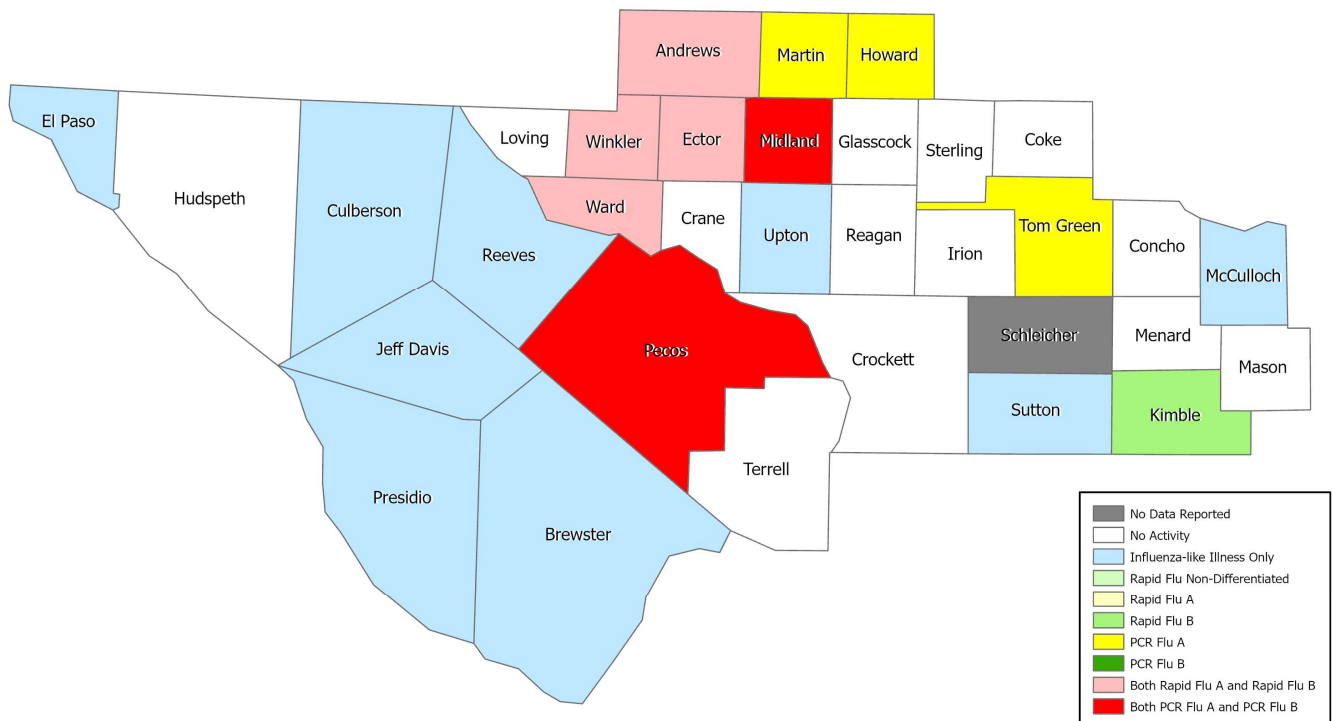 Andrews
Martin
Howard
El Paso
Loving
Winkler
Ector
Midland
Glasscock
Sterling
Coke
Hudspeth
Culberson
Ward
Crane
Upton
Reagan
Irion
Tom Green
Concho
McCulloch
Reeves
Jeff Davis
Pecos
Crockett
Schleicher
Menard
Mason
Sutton
Kimble
Terrell
Presidio
Brewster
No Data Reported
No Activity
Influenza-like Illness Only
Rapid Flu Non-Differentiated
Rapid Flu A
Rapid Flu B
PCR Flu A
PCR Flu B
Both Rapid Flu A and Rapid Flu B
Both PCR Flu A and PCR Flu B